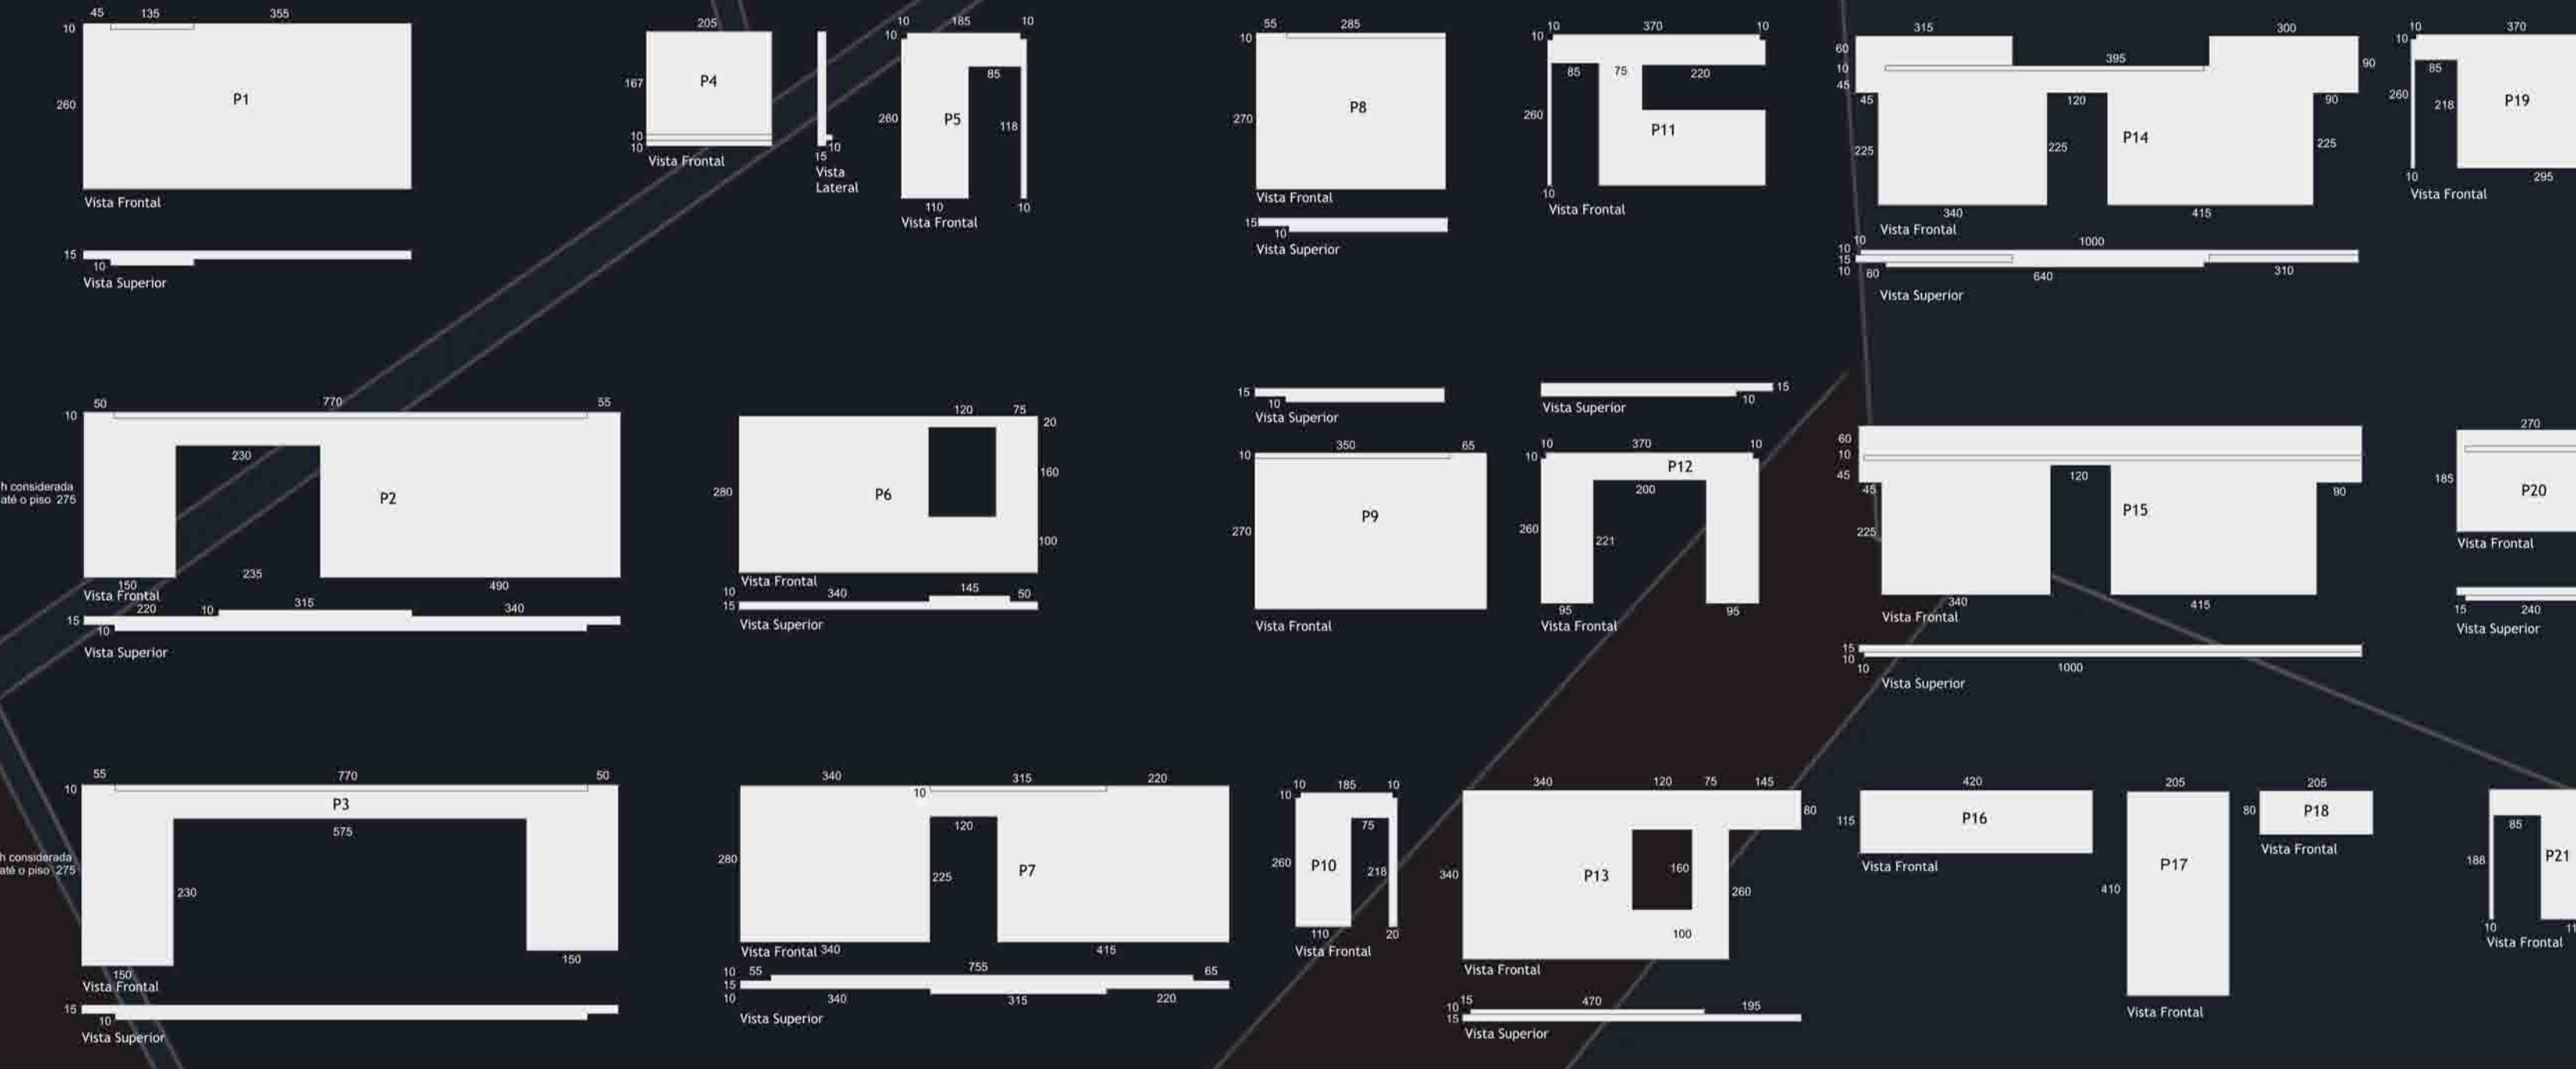 45 135 355
10
260
P1
Vista Frontal
15
10
Vista Superior
205
167
P4
10
10
Vista Frontal
10
15
Vista
Lateral
10 185 10
10
85
260
P5
118
110 10
Vista Frontal
55 285
10
P8
270
Vista Frontal
15
10
Vista Superior
10 370 10
10
85 75 220
260
P11
10
Vista Frontal
315 300
60
395
10
90
45
45 120 90
P14
225 225 225
340 415
Vista Frontal
10
10 1000
15
10 60 640 310
Vista Superior
10 370
10
85
260 218
P19
10 295
Vista Frontal
50 770 55
10
230
h considerada
até o piso 275
P2
235
150 490
Vista Frontal
220 10 315 340
15
10
Vista Superior
120 75
20
160
280
P6
100
Vista Frontal
10 340 145 50
15
Vista Superior
15
10
Vista Superior
350 65
10
P9
270
Vista Frontal
15
10
Vista Superior
10 370 10
10
P12
200
260
221
95 95
Vista Frontal
60
10
45
45 120 90
P15
225
340 415
Vista Frontal
15
10
10 1000
Vista Superior
270
185
P20
Vista Frontal
15 240
Vista Superior
55 770 50
10
P3
575
h considerada
até o piso 275
230
150 150
Vista Frontal
15
10
Vista Superior
340 315 220
10
120
280
225
P7
Vista Frontal 340 415
10 55 755 65
15
10 340 315 220
Vista Superior
10 185 10
10
75
260
P10
218
110 20
Vista Frontal
340 120 75 145
80
340
P13
160
260
100
Vista Frontal
15 470 195
10
15
Vista Superior
420
115
P16
Vista Frontal
205
P17
410
Vista Frontal
205
80
P18
Vista Frontal
85
188
P21
10
Vista Frontal